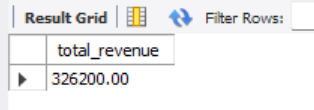 Result Grid Filter Rows:
total_revenue
326200.00